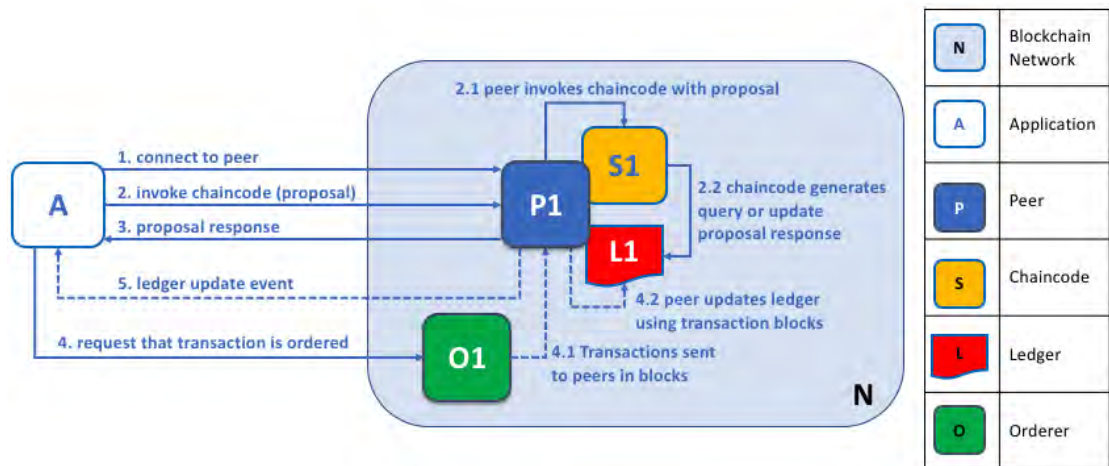 2.1 peer invokes chaincode with proposal
1. connect to peer
S1
A
2. invoke chaincode (proposal)
P1
2.2 chaincode generates
query or update
proposal response
3. proposal response
L1
5. ledger update event
4.2 peer updates ledger
using transaction blocks
4. request that transaction is ordered
O1
4.1 Transactions sent
to peers in blocks
N
N
Blockchain
Network
A
Application
P
Peer
S
Chaincode
L
Ledger
O
Orderer